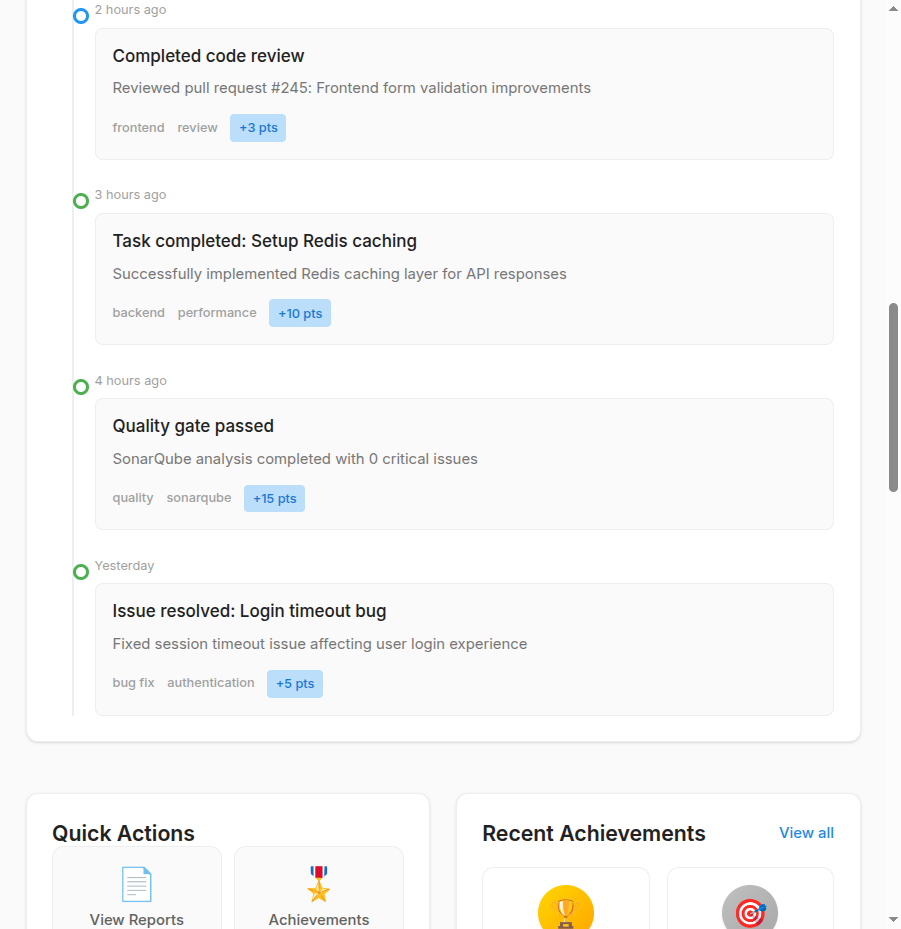 2 hours ago
Completed code review
Reviewed pull request #245: Frontend form validation improvements
frontend review +3 pts
3 hours ago
Task completed: Setup Redis caching
Successfully implemented Redis caching layer for API responses
backend performance +10 pts
4 hours ago
Quality gate passed
SonarQube analysis completed with 0 critical issues
quality sonarqube +15 pts
Yesterday
Issue resolved: Login timeout bug
Fixed session timeout issue affecting user login experience
bug fix authentication +5 pts
Quick Actions
View Reports
Achievements
Recent Achievements
View all